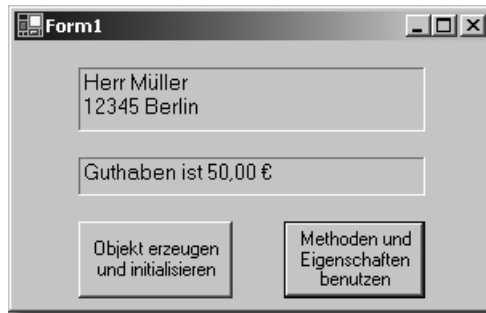 Form1
Herr Müller
12345 Berlin
Guthaben ist 50,00 €
Objekt erzeugen
und initialisieren
Methoden und
Eigenschaften
benutzen